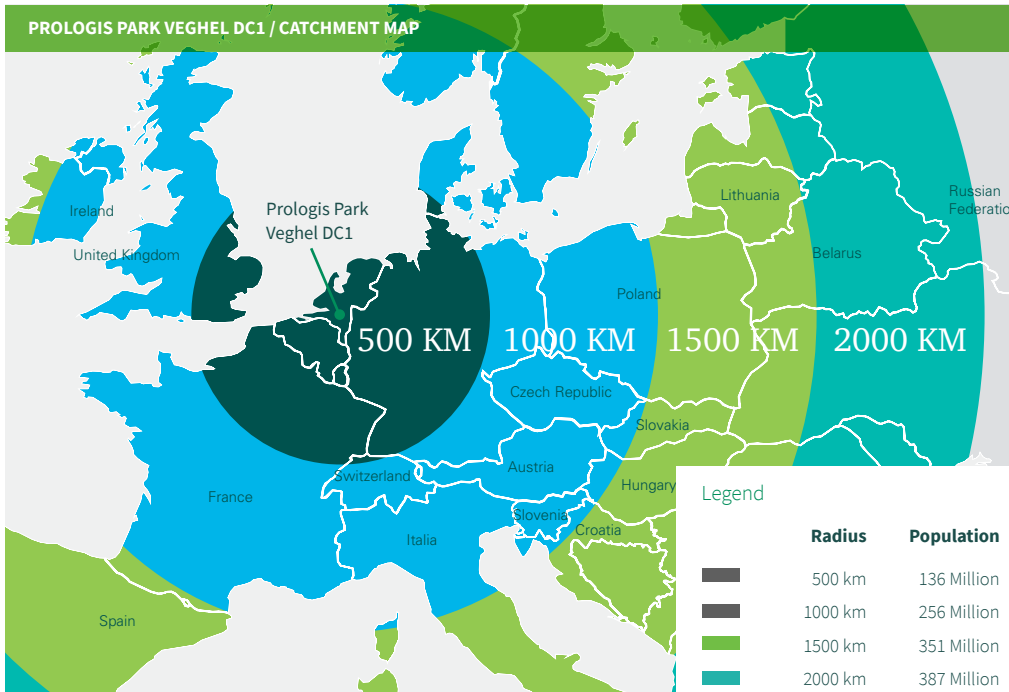 PROLOGIS PARK VEGHEL DC1 / CATCHMENT MAP
Lithuania
Russian
Federatio
Ireland
Prologis Park
Veghel DC1
United Kingdom
Belarus
Poland
500 KM
1000 KM
1500 KM
2000 KM
Czech Republic
Slovakia
Switzerland
Austria
Hungary
France
Slovenia
Croatia
Italia
Spain
Legend
Radius Population
500 km 136 Million
1000 km 256 Million
1500 km 351 Million
2000 km 387 Million